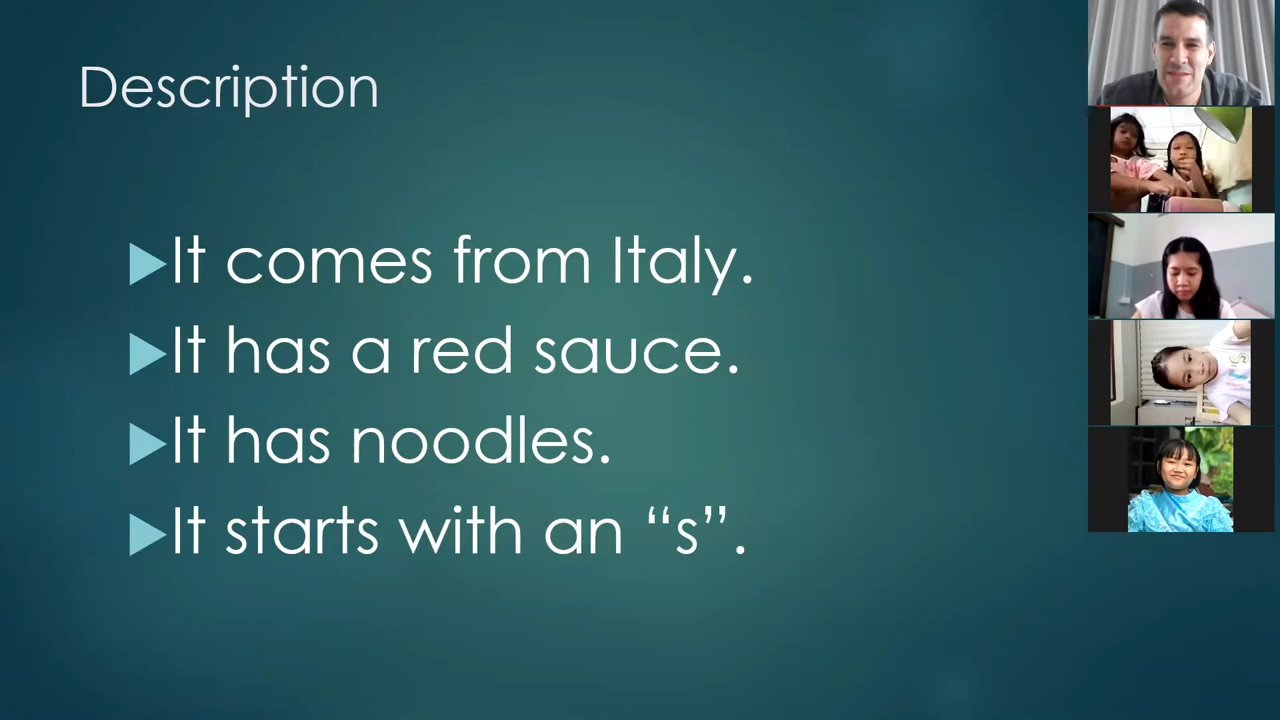 Description
It comes from Italy.
It has a red sauce.
It has noodles.
It starts with an “s”.